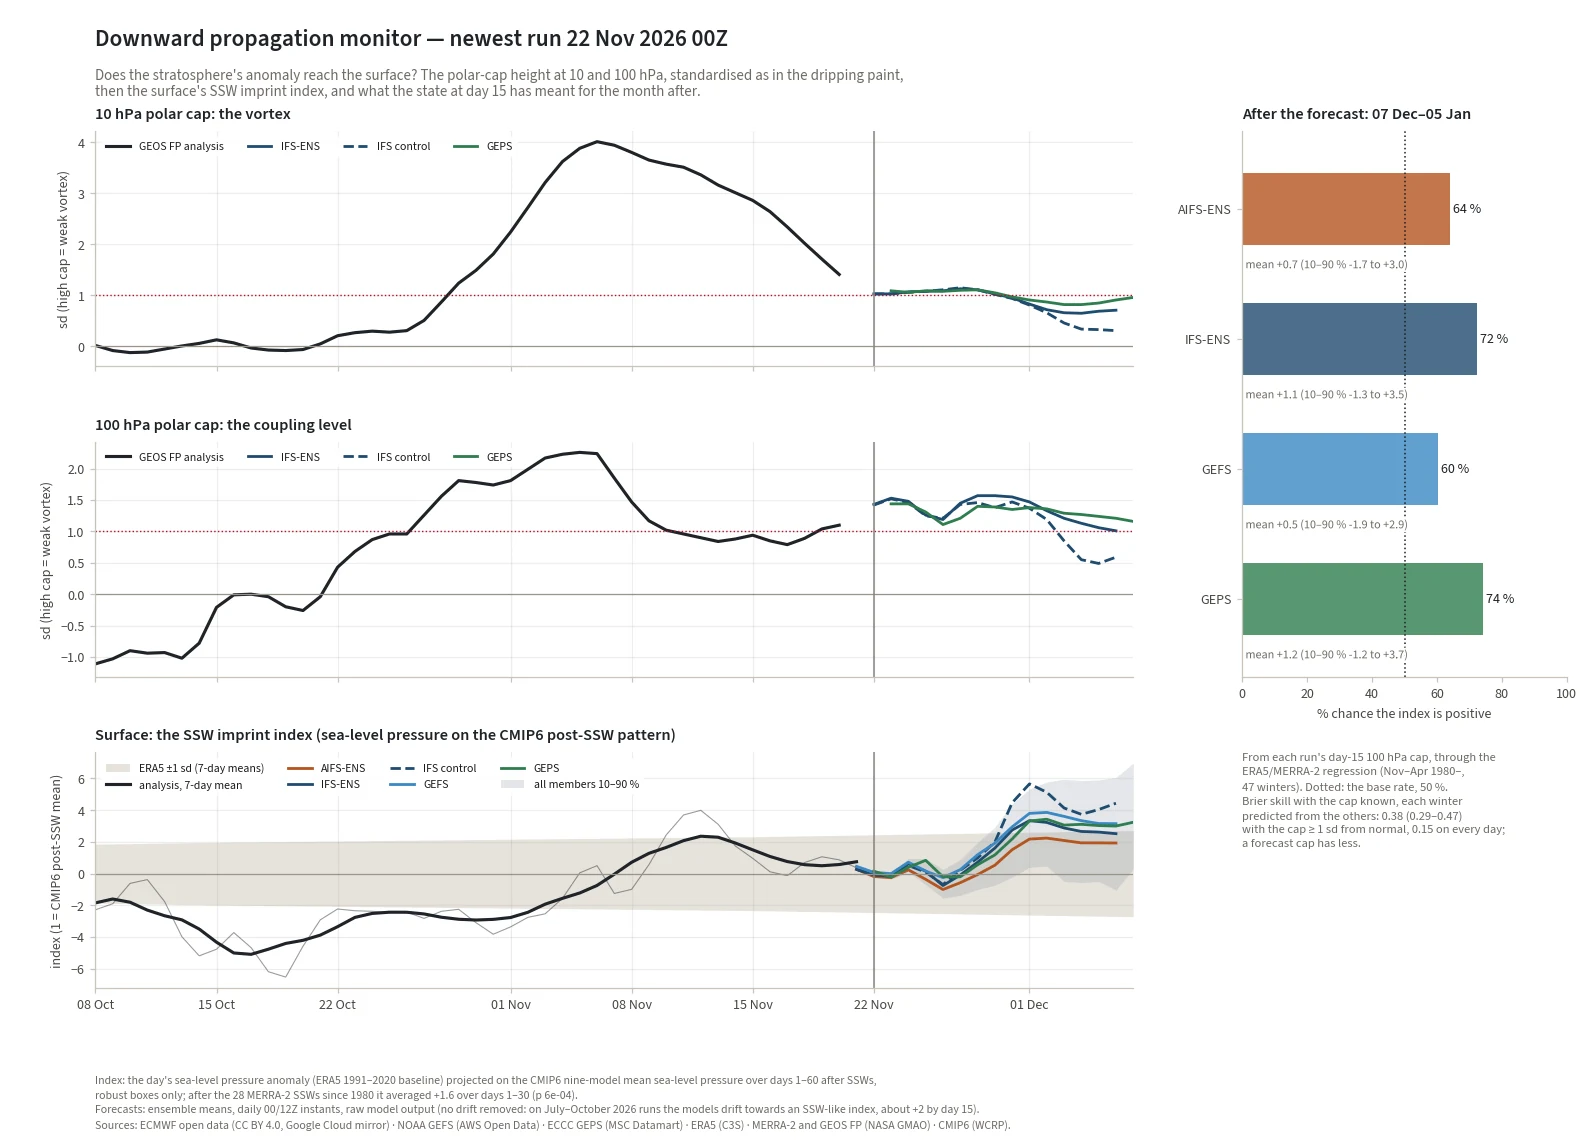 Downward propagation monitor — newest run 22 Nov 2026 00Z
Does the stratosphere's anomaly reach the surface? The polar-cap height at 10 and 100 hPa, standardised as in the dripping paint,
then the surface's SSW imprint index, and what the state at day 15 has meant for the month after.
10 hPa polar cap: the vortex
GEOS FP analysis
IFS-ENS
IFS control
GEPS
sd (high cap = weak vortex)
4
3
2
1
0
100 hPa polar cap: the coupling level
GEOS FP analysis
IFS-ENS
IFS control
GEPS
sd (high cap = weak vortex)
2.0
1.5
1.0
0.5
0.0
−0.5
−1.0
Surface: the SSW imprint index (sea-level pressure on the CMIP6 post-SSW pattern)
ERA5 ±1 sd (7-day means)
AIFS-ENS
IFS control
GEPS
analysis, 7-day mean
IFS-ENS
GEFS
all members 10–90 %
index (1 = CMIP6 post-SSW mean)
6
4
2
0
−2
−4
−6
08 Oct
15 Oct
22 Oct
01 Nov
08 Nov
15 Nov
22 Nov
01 Dec
After the forecast: 07 Dec–05 Jan
AIFS-ENS
64 %
mean +0.7 (10–90 % -1.7 to +3.0)
IFS-ENS
72 %
mean +1.1 (10–90 % -1.3 to +3.5)
GEFS
60 %
mean +0.5 (10–90 % -1.9 to +2.9)
GEPS
74 %
mean +1.2 (10–90 % -1.2 to +3.7)
0
20
40
60
80
100
% chance the index is positive
From each run's day-15 100 hPa cap, through the
ERA5/MERRA-2 regression (Nov–Apr 1980–,
47 winters). Dotted: the base rate, 50 %.
Brier skill with the cap known, each winter
predicted from the others: 0.38 (0.29–0.47)
with the cap ≥ 1 sd from normal, 0.15 on every day;
a forecast cap has less.
Index: the day's sea-level pressure anomaly (ERA5 1991–2020 baseline) projected on the CMIP6 nine-model mean sea-level pressure over days 1–60 after SSWs,
robust boxes only; after the 28 MERRA-2 SSWs since 1980 it averaged +1.6 over days 1–30 (p 6e-04).
Forecasts: ensemble means, daily 00/12Z instants, raw model output (no drift removed: on July–October 2026 runs the models drift towards an SSW-like index, about +2 by day 15).
Sources: ECMWF open data (CC BY 4.0, Google Cloud mirror) · NOAA GEFS (AWS Open Data) · ECCC GEPS (MSC Datamart) · ERA5 (C3S) · MERRA-2 and GEOS FP (NASA GMAO) · CMIP6 (WCRP).